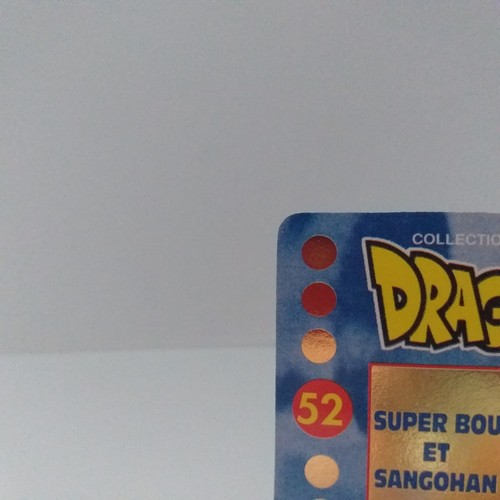 COLLECTIO
DRAG
52
SUPER BOU
ET
SANGOHAN